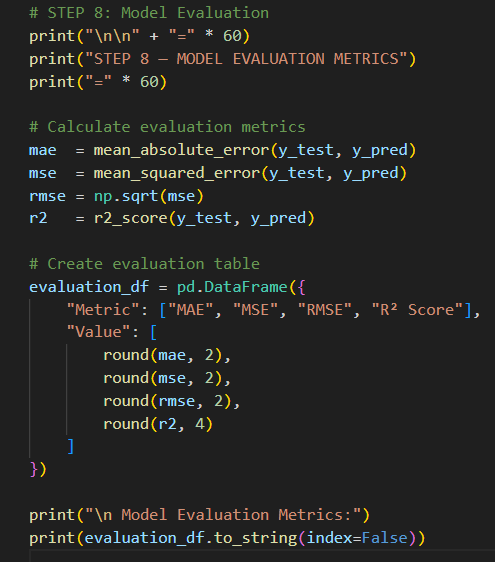 # STEP 8: Model Evaluation
print("\n\n" + "=" * 60)
print("STEP 8 – MODEL EVALUATION METRICS")
print("=" * 60)

# Calculate evaluation metrics
mae  = mean_absolute_error(y_test, y_pred)
mse  = mean_squared_error(y_test, y_pred)
rmse = np.sqrt(mse)
r2   = r2_score(y_test, y_pred)

# Create evaluation table
evaluation_df = pd.DataFrame({
    "Metric": ["MAE", "MSE", "RMSE", "R² Score"],
    "Value": [
        round(mae, 2),
        round(mse, 2),
        round(rmse, 2),
        round(r2, 4)
    ]
})

print("\n Model Evaluation Metrics:")
print(evaluation_df.to_string(index=False))